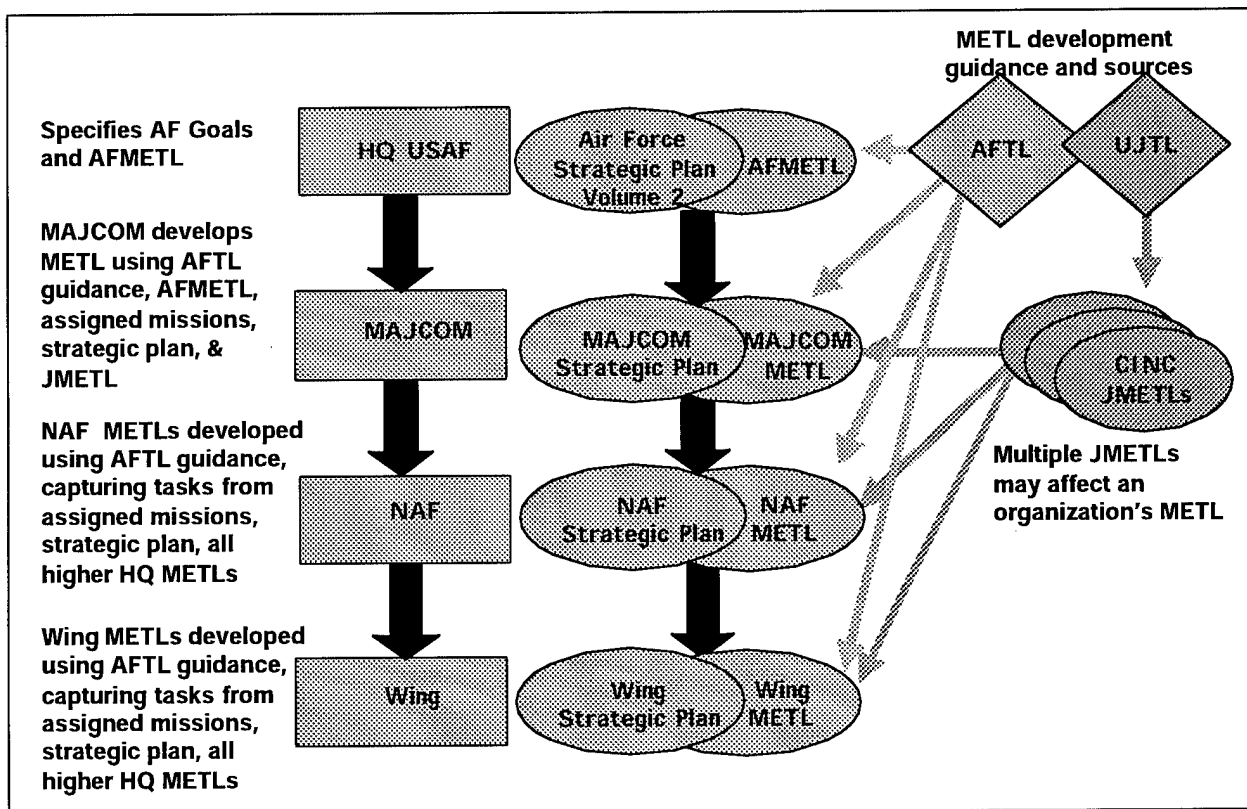 METL development
guidance and sources
Specifies AF Goals
and AFMETL
HQ USAF
Air Force
Strategic Plan
Volume 2
AFMETL
AFTL
UJTL
MAJCOM develops
METL using AFTL
guidance, AFMETL,
assigned missions,
strategic plan, &
JMETL
MAJCOM
MAJCOM
Strategic Plan
MAJCOM
METL
CINC
JMETLs
Multiple JMETLs
may affect an
organization's METL
NAF METLs developed
using AFTL guidance,
capturing tasks from
assigned missions,
strategic plan, all
higher HQ METLs
NAF
NAF
Strategic Plan
NAF
METL
Wing METLs developed
using AFTL guidance,
capturing tasks from
assigned missions,
strategic plan, all
higher HQ METLs
Wing
Wing
Strategic Plan
Wing
METL